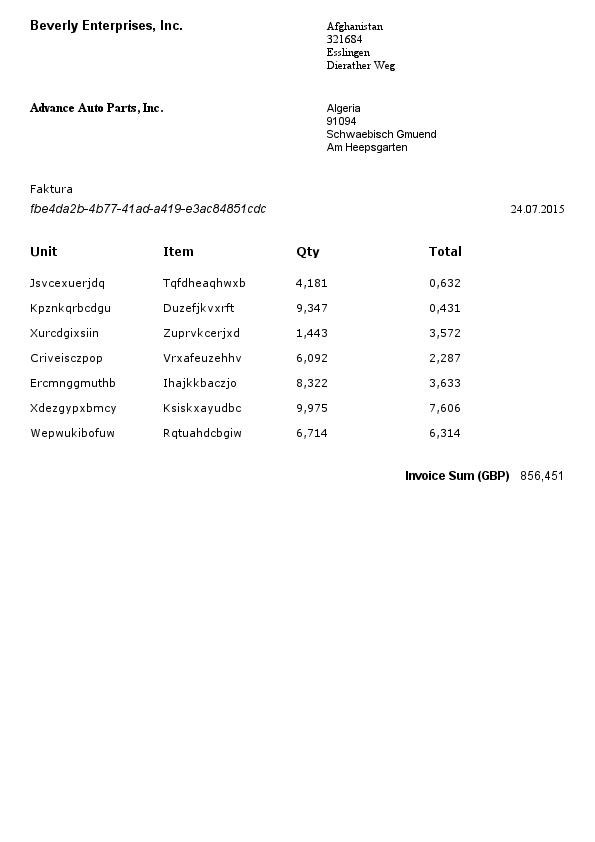 Beverly Enterprises, Inc.
Afghanistan
321684
Esslingen
Dierather Weg
Advance Auto Parts, Inc.
Algeria
91094
Schwaebisch Gmuend
Am Heepsgarten
Faktura
fbe4da2b-4b77-41ad-a419-e3ac84851cdc 24.07.2015
Unit Item Qty Total
Jsvcexuerjdq Tqfdheaqhwxb 4,181 0,632
Kpznkqrbcdgu Duzefjkvxrft 9,347 0,431
Xurcdgixsiin Zuprvkcerjxd 1,443 3,572
Criveisczpop Vrxafeuzehhv 6,092 2,287
Ercmnggmuthb Ihajkkbaczjo 8,322 3,633
Xdezgypxbmcy Ksiskxayudbc 9,975 7,606
Wepwukibofuw Rqtuahdcbgiw 6,714 6,314
Invoice Sum (GBP) 856,451